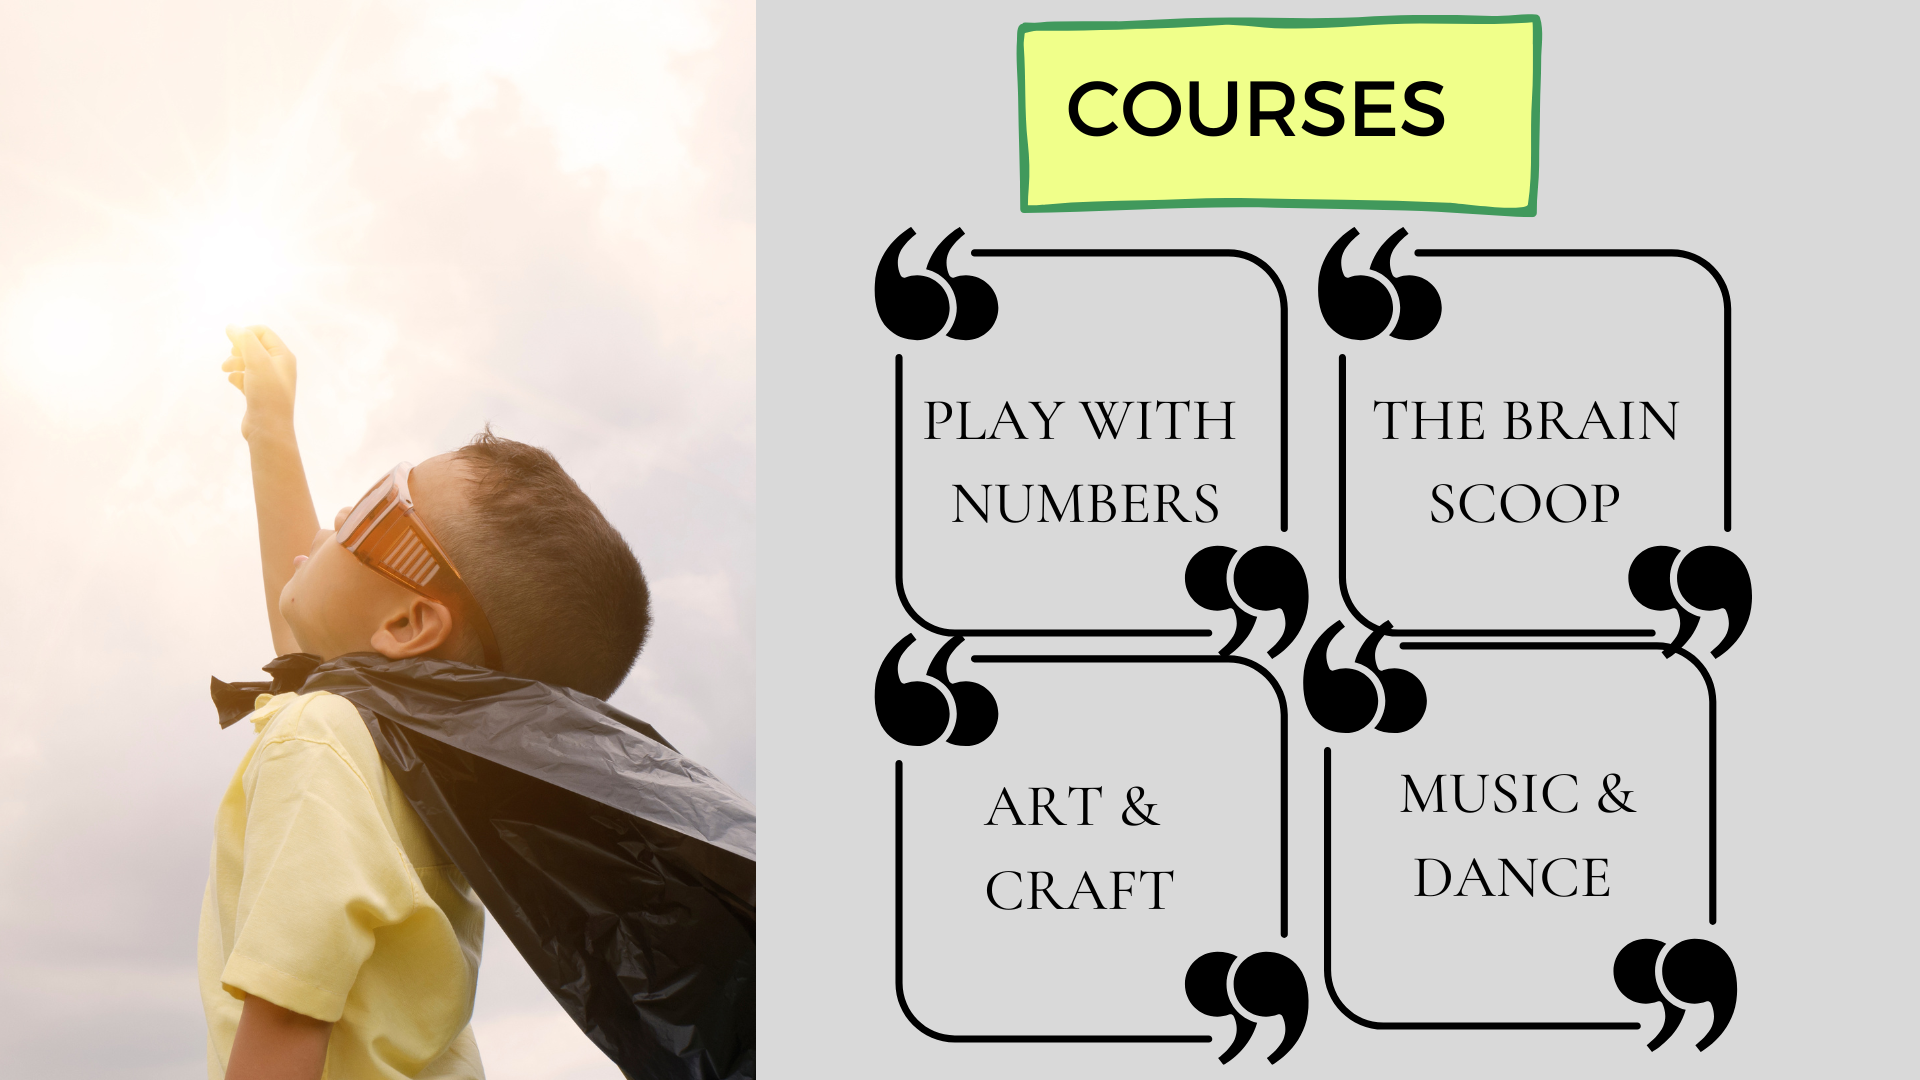 COURSES
PLAY WITH
NUMBERS
THE BRAIN
SCOOP
ART &
CRAFT
MUSIC &
DANCE